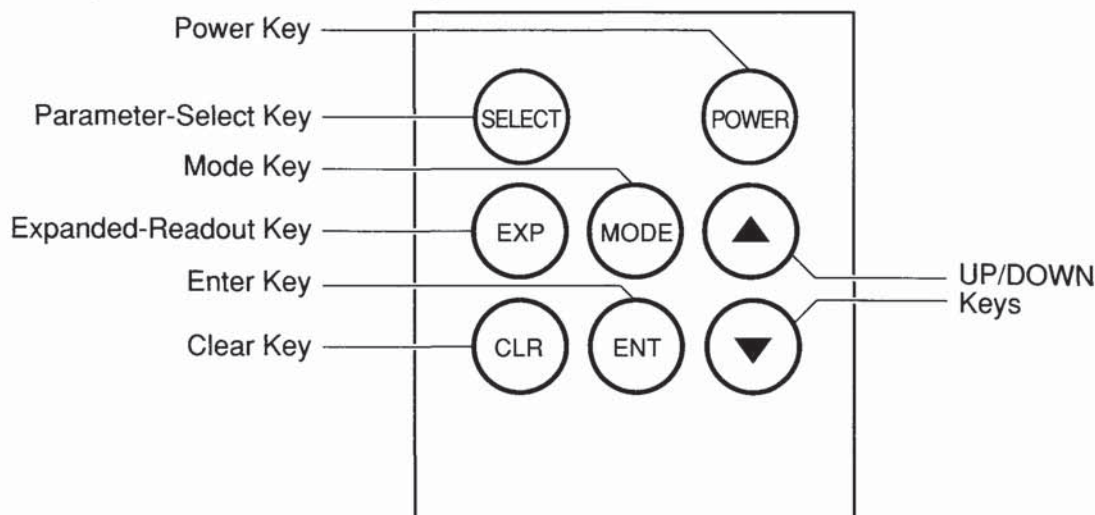 Power Key
Parameter-Select Key
SELECT
POWER
Mode Key
Expanded-Readout Key
EXP
MODE
Enter Key
UP/DOWN
Keys
Clear Key
CLR
ENT